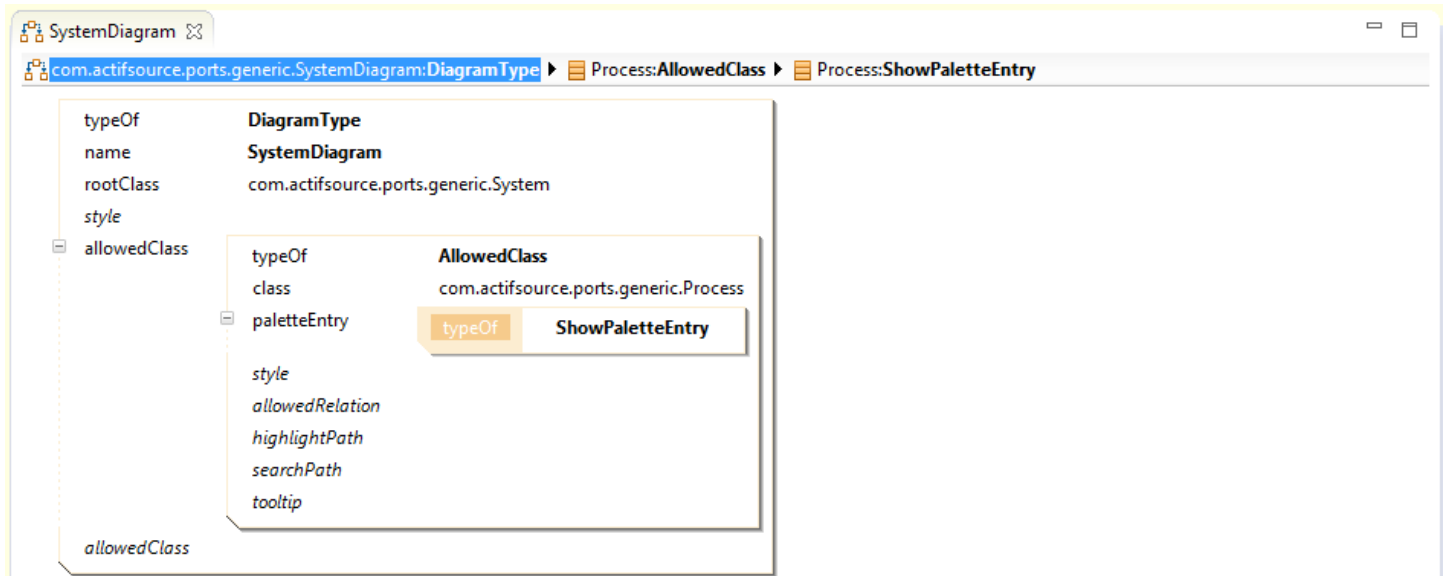 SystemDiagram
com.actifsource.ports.generic.SystemDiagram:DiagramType Process:AllowedClass Process:ShowPaletteEntry
typeOf DiagramType
name SystemDiagram
rootClass com.actifsource.ports.generic.System
style
allowedClass
typeOf AllowedClass
class com.actifsource.ports.generic.Process
paletteEntry typeOf ShowPaletteEntry
style
allowedRelation
highlightPath
searchPath
tooltip
allowedClass